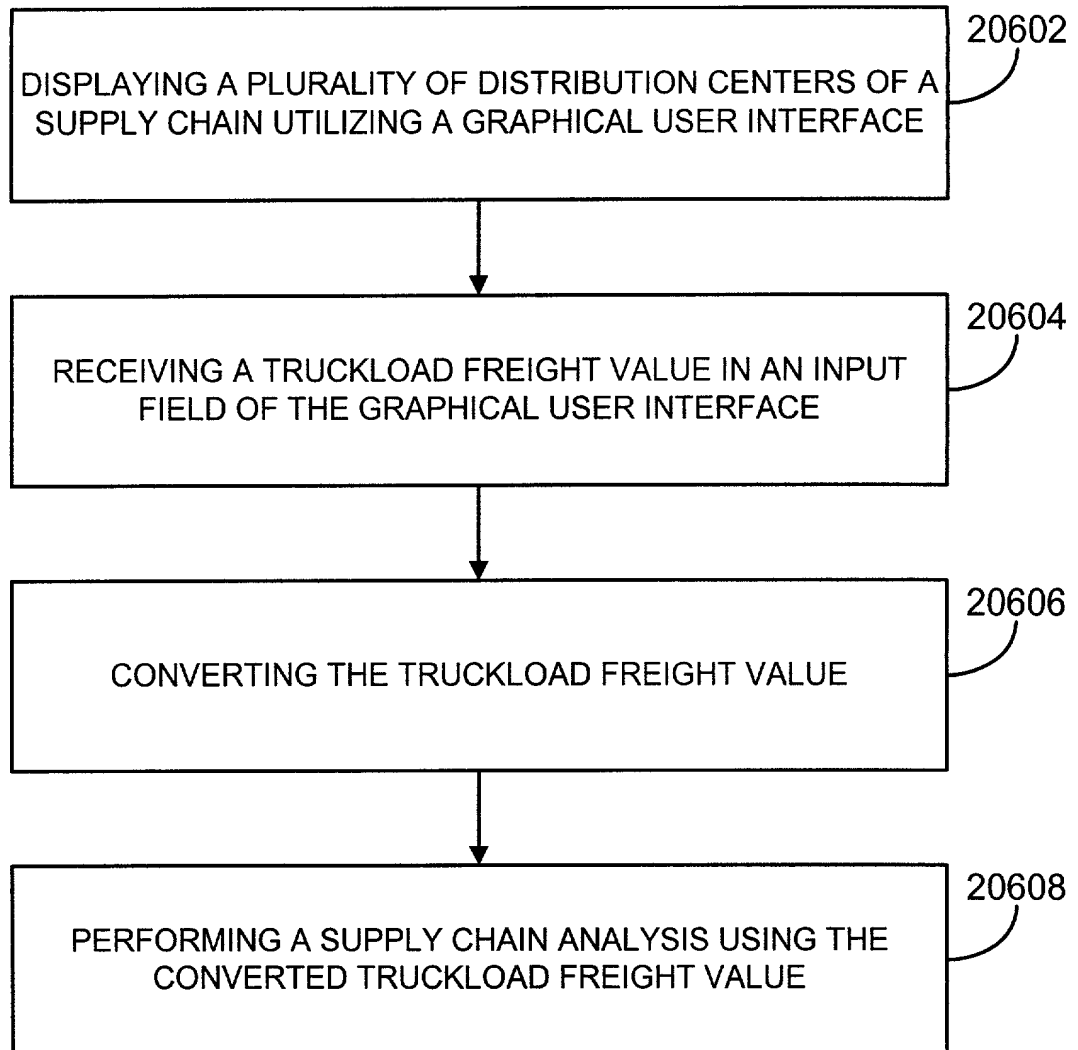 20602
DISPLAYING A PLURALITY OF DISTRIBUTION CENTERS OF A
SUPPLY CHAIN UTILIZING A GRAPHICAL USER INTERFACE
20604
RECEIVING A TRUCKLOAD FREIGHT VALUE IN AN INPUT
FIELD OF THE GRAPHICAL USER INTERFACE
20606
CONVERTING THE TRUCKLOAD FREIGHT VALUE
20608
PERFORMING A SUPPLY CHAIN ANALYSIS USING THE
CONVERTED TRUCKLOAD FREIGHT VALUE